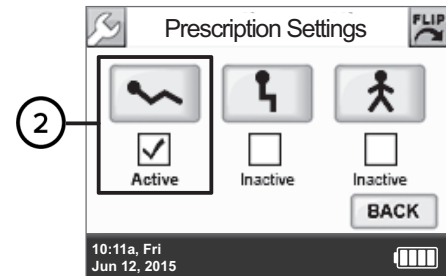 Prescription Settings
FLIP
2
Active
Inactive
Inactive
BACK
10:11a, Fri
Jun 12, 2015